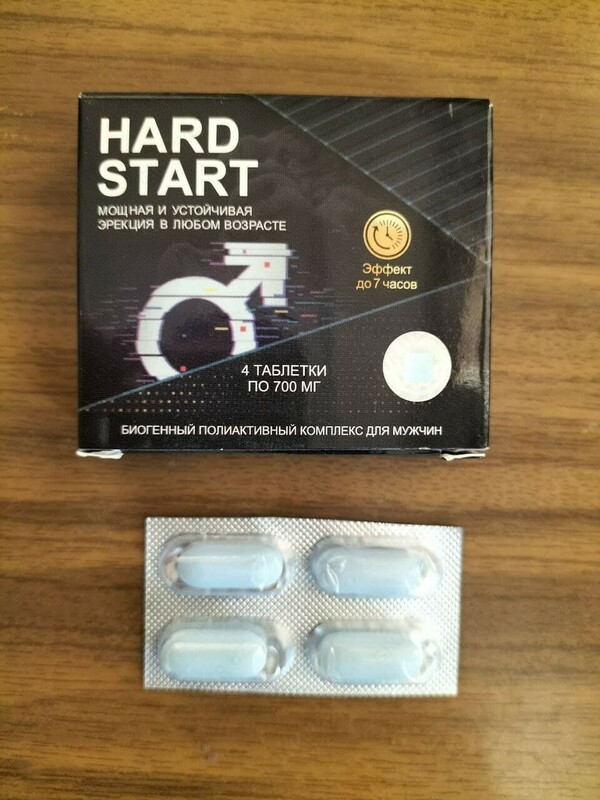 HARD
START
МОЩНАЯ И УСТОЙЧИВАЯ
ЭРЕКЦИЯ В ЛЮБОМ ВОЗРАСТЕ
Эффект
до 7 часов
4 ТАБЛЕТКИ
ПО 700 МГ
БИОГЕННЫЙ ПОЛИАКТИВНЫЙ КОМПЛЕКС ДЛЯ МУЖЧИН